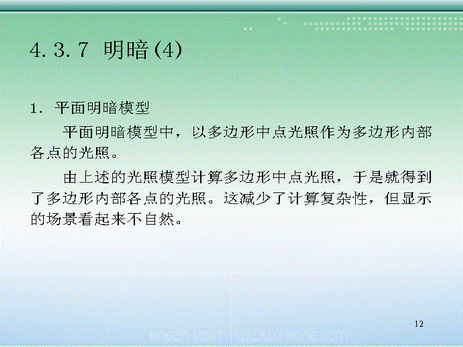 4.3.7 明暗(4)
1. 平面明暗模型
平面明暗模型中，以多边形中点光照作为多边形内部
各点的光照。
由上述的光照模型计算多边形中点光照，于是就得到
了多边形内部各点的光照。这减少了计算复杂性，但显示
的场景看起来不自然。
12